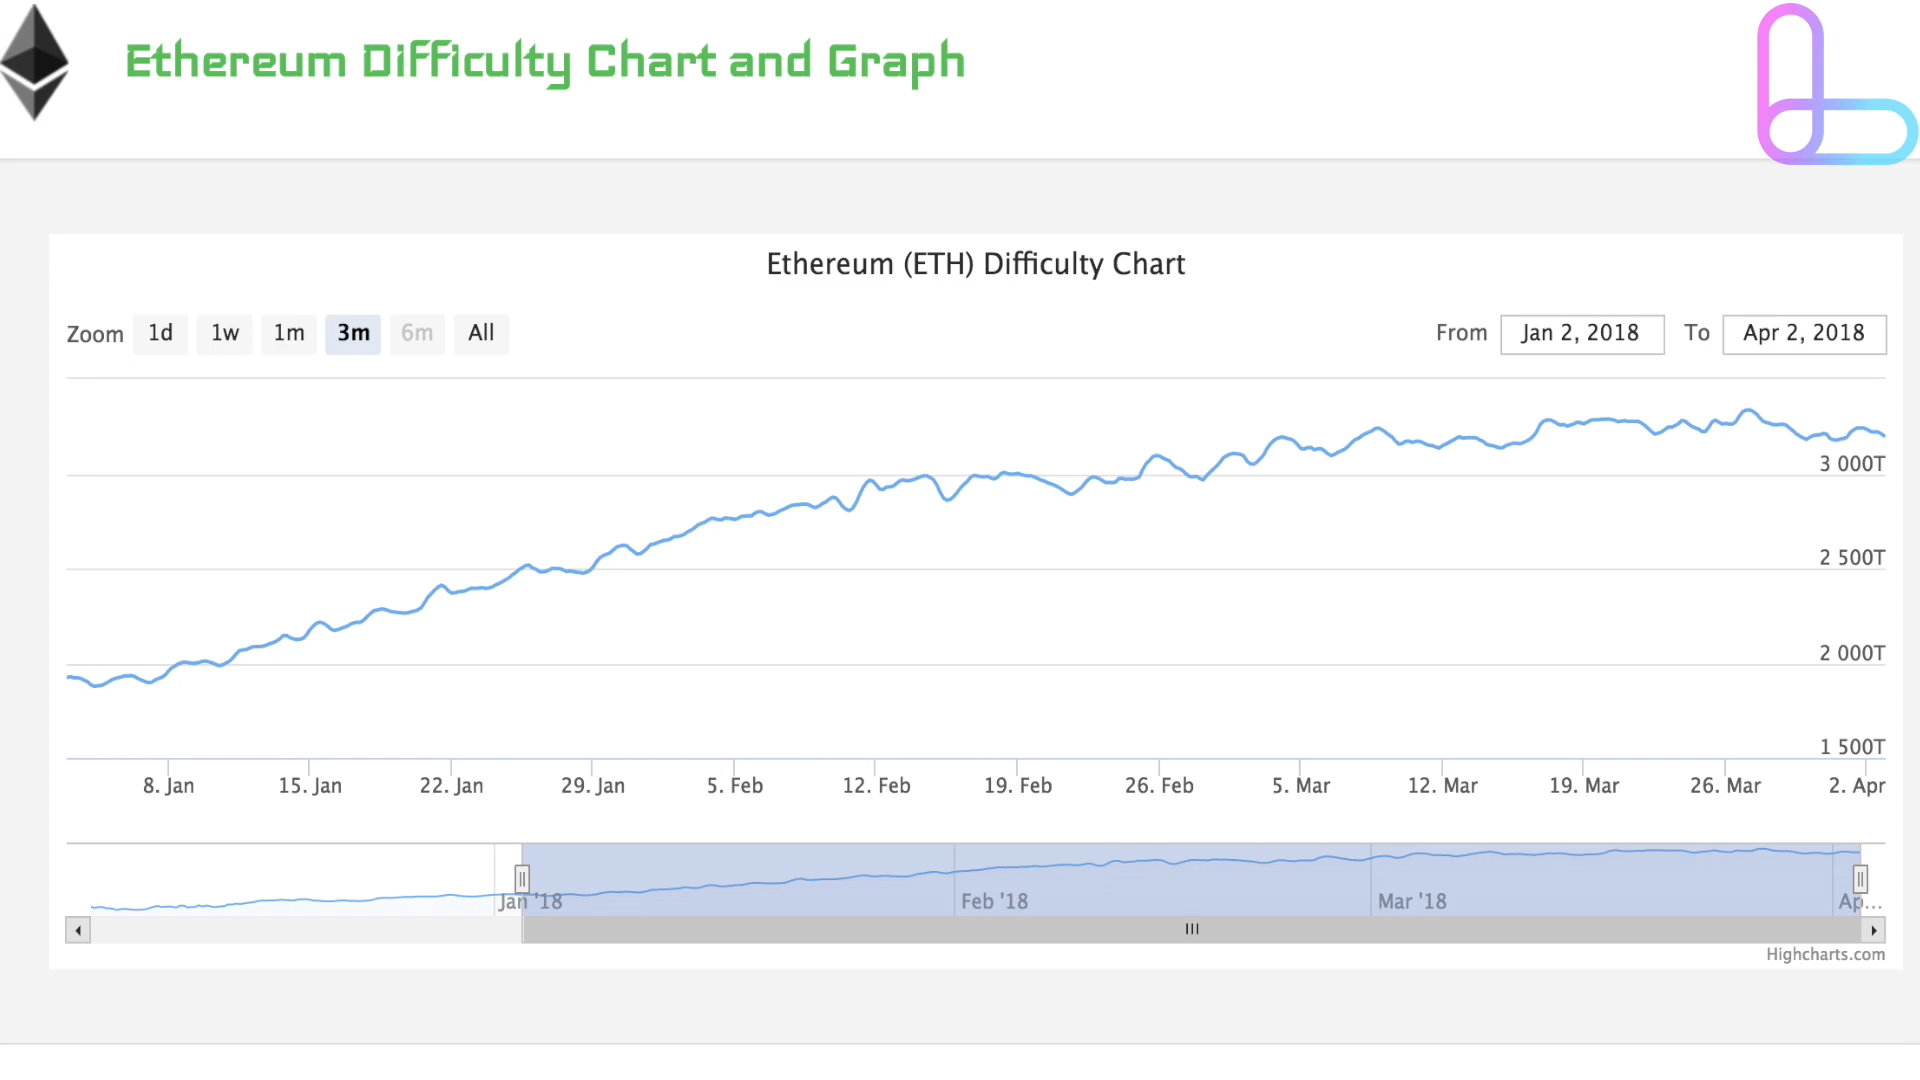 Ethereum Difficulty Chart and Graph
Ethereum (ETH) Difficulty Chart
Zoom 1d 1w 1m 3m 6m All From Jan 2, 2018 To Apr 2, 2018
3 000T
2 500T
2 000T
1 500T
8. Jan 15. Jan 22. Jan 29. Jan 5. Feb 12. Feb 19. Feb 26. Feb 5. Mar 12. Mar 19. Mar 26. Mar 2. Apr
Jan '18 Feb '18 Mar '18 Ap...
Highcharts.com